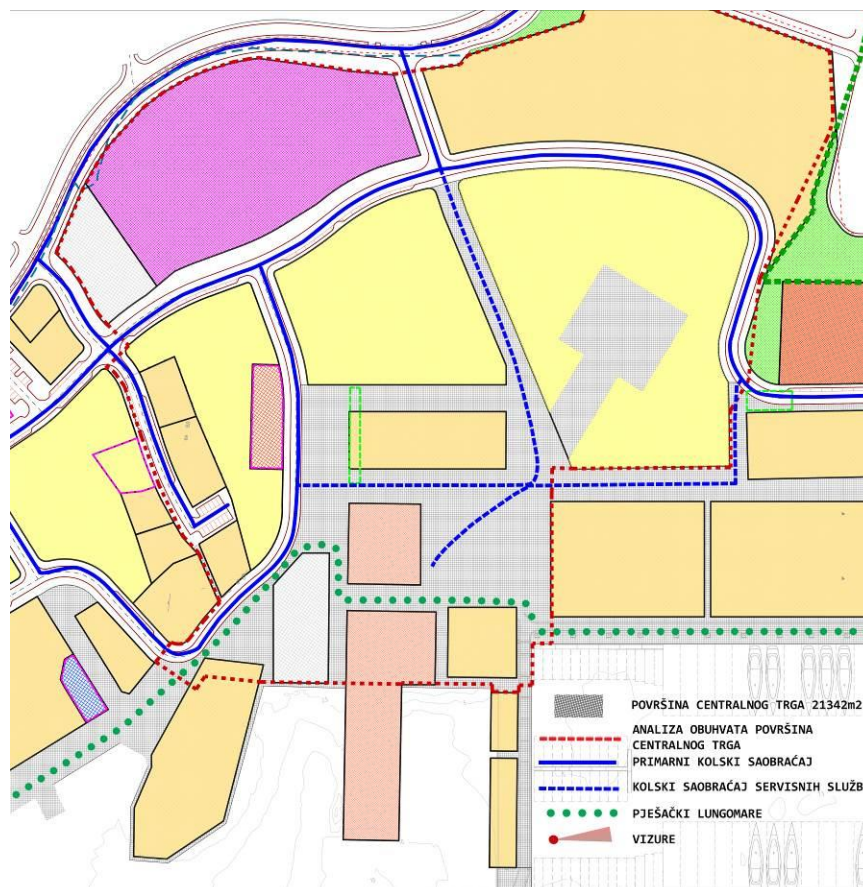 POVRŠINA CENTRALNOG TRGA 21342m2
ANALIZA OBUHVATA POVRŠINA
CENTRALNOG TRGA
PRIMARNI KOLSKI SAOBRAĆAJ
KOLSKI SAOBRAĆAJ SERVISNIH SLUŽB
PJEŠAČKI LUNGOMARE
VIZURE